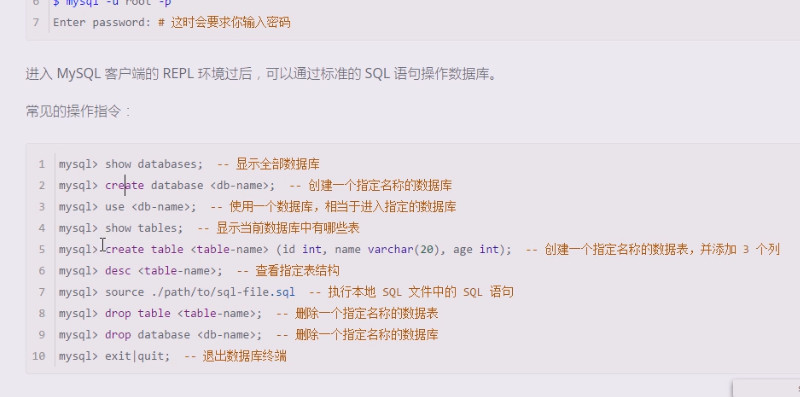 6 $ mysql -u root -p
7 Enter password: # 这时会要求你输入密码
进入 MySQL 客户端的 REPL 环境过后，可以通过标准的 SQL 语句操作数据库。
常见的操作指令：
1 mysql> show databases; -- 显示全部数据库
2 mysql> create database <db-name>; -- 创建一个指定名称的数据库
3 mysql> use <db-name>; -- 使用一个数据库，相当于进入指定的数据库
4 mysql> show tables; -- 显示当前数据库中有哪些表
5 mysql> create table <table-name> (id int, name varchar(20), age int); -- 创建一个指定名称的数据表，并添加 3 个列
6 mysql> desc <table-name>; -- 查看指定表结构
7 mysql> source ./path/to/sql-file.sql -- 执行本地 SQL 文件中的 SQL 语句
8 mysql> drop table <table-name>; -- 删除一个指定名称的数据表
9 mysql> drop database <db-name>; -- 删除一个指定名称的数据库
10 mysql> exit|quit; -- 退出数据库终端